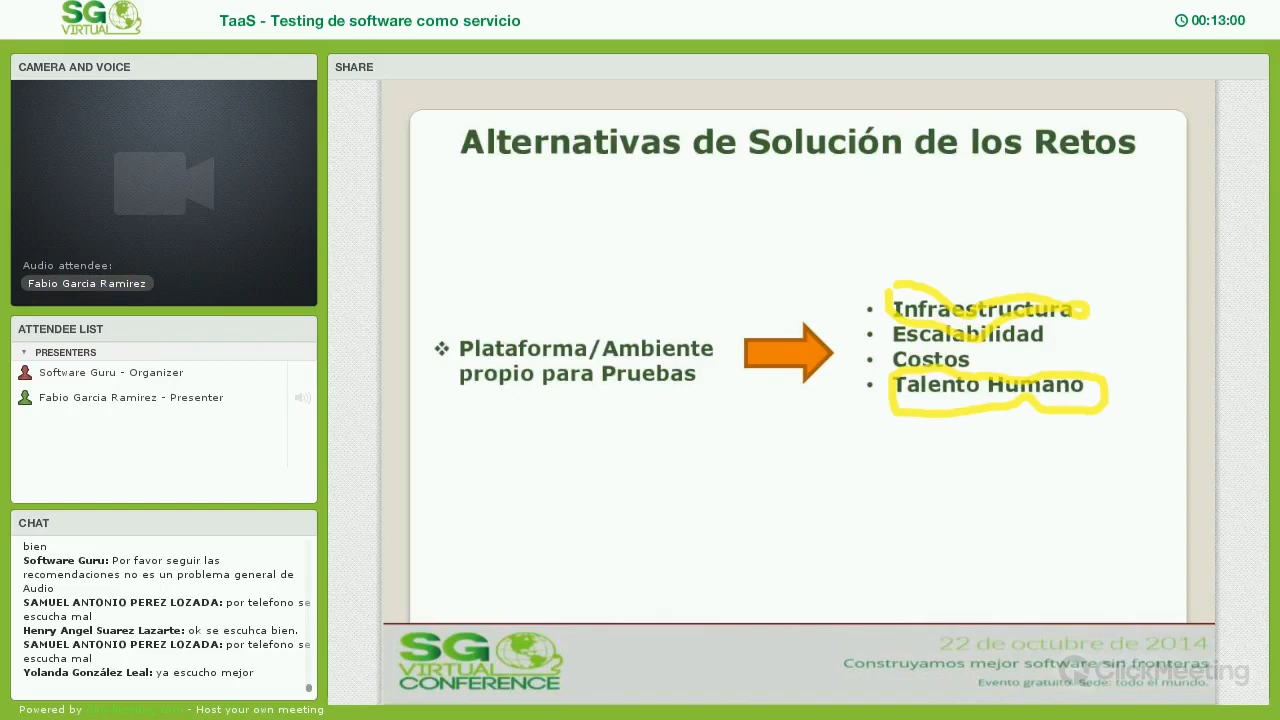 SG
VIRTUAL
TaaS - Testing de software como servicio
00:13:00
CAMERA AND VOICE
Audio attendee:
Fabio Garcia Ramirez
ATTENDEE LIST
PRESENTERS
Software Guru - Organizer
Fabio Garcia Ramirez - Presenter
CHAT
bien
Software Guru: Por favor seguir las
recomendaciones no es un problema general de
Audio
SAMUEL ANTONIO PEREZ LOZADA: por telefono se
escucha mal
Henry Angel Suarez Lazarte: ok se escuhca bien.
SAMUEL ANTONIO PEREZ LOZADA: por telefono se
escucha mal
Yolanda González Leal: ya escucho mejor
Powered by ClickMeeting.com - Host your own meeting
SHARE
Alternativas de Solución de los Retos
❖ Plataforma/Ambiente
propio para Pruebas
• Infraestructura
• Escalabilidad
• Costos
• Talento Humano
SG
VIRTUAL
CONFERENCE
22 de octubre de 2014
Construyamos mejor software sin fronteras
Evento gratuito. Sede: todo el mundo.
ClickMeeting